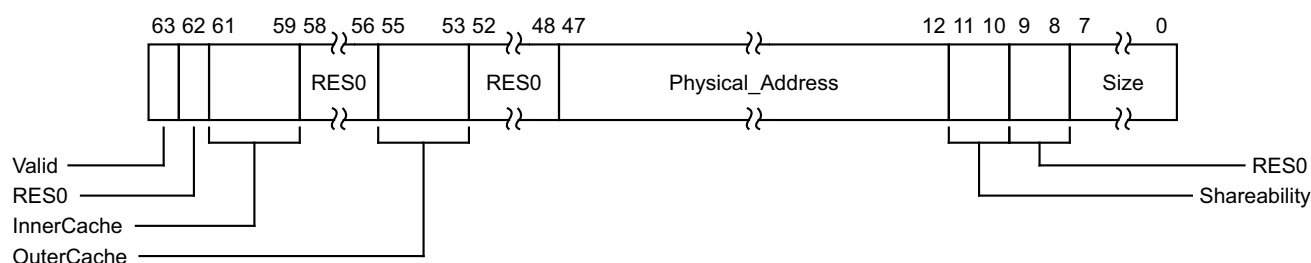 63 62 61 59 58 56 55 53 52 48 47 12 11 10 9 8 7 0
RES0 RES0 Physical_Address Size
Valid
RES0
RES0
Shareability
InnerCache
OuterCache